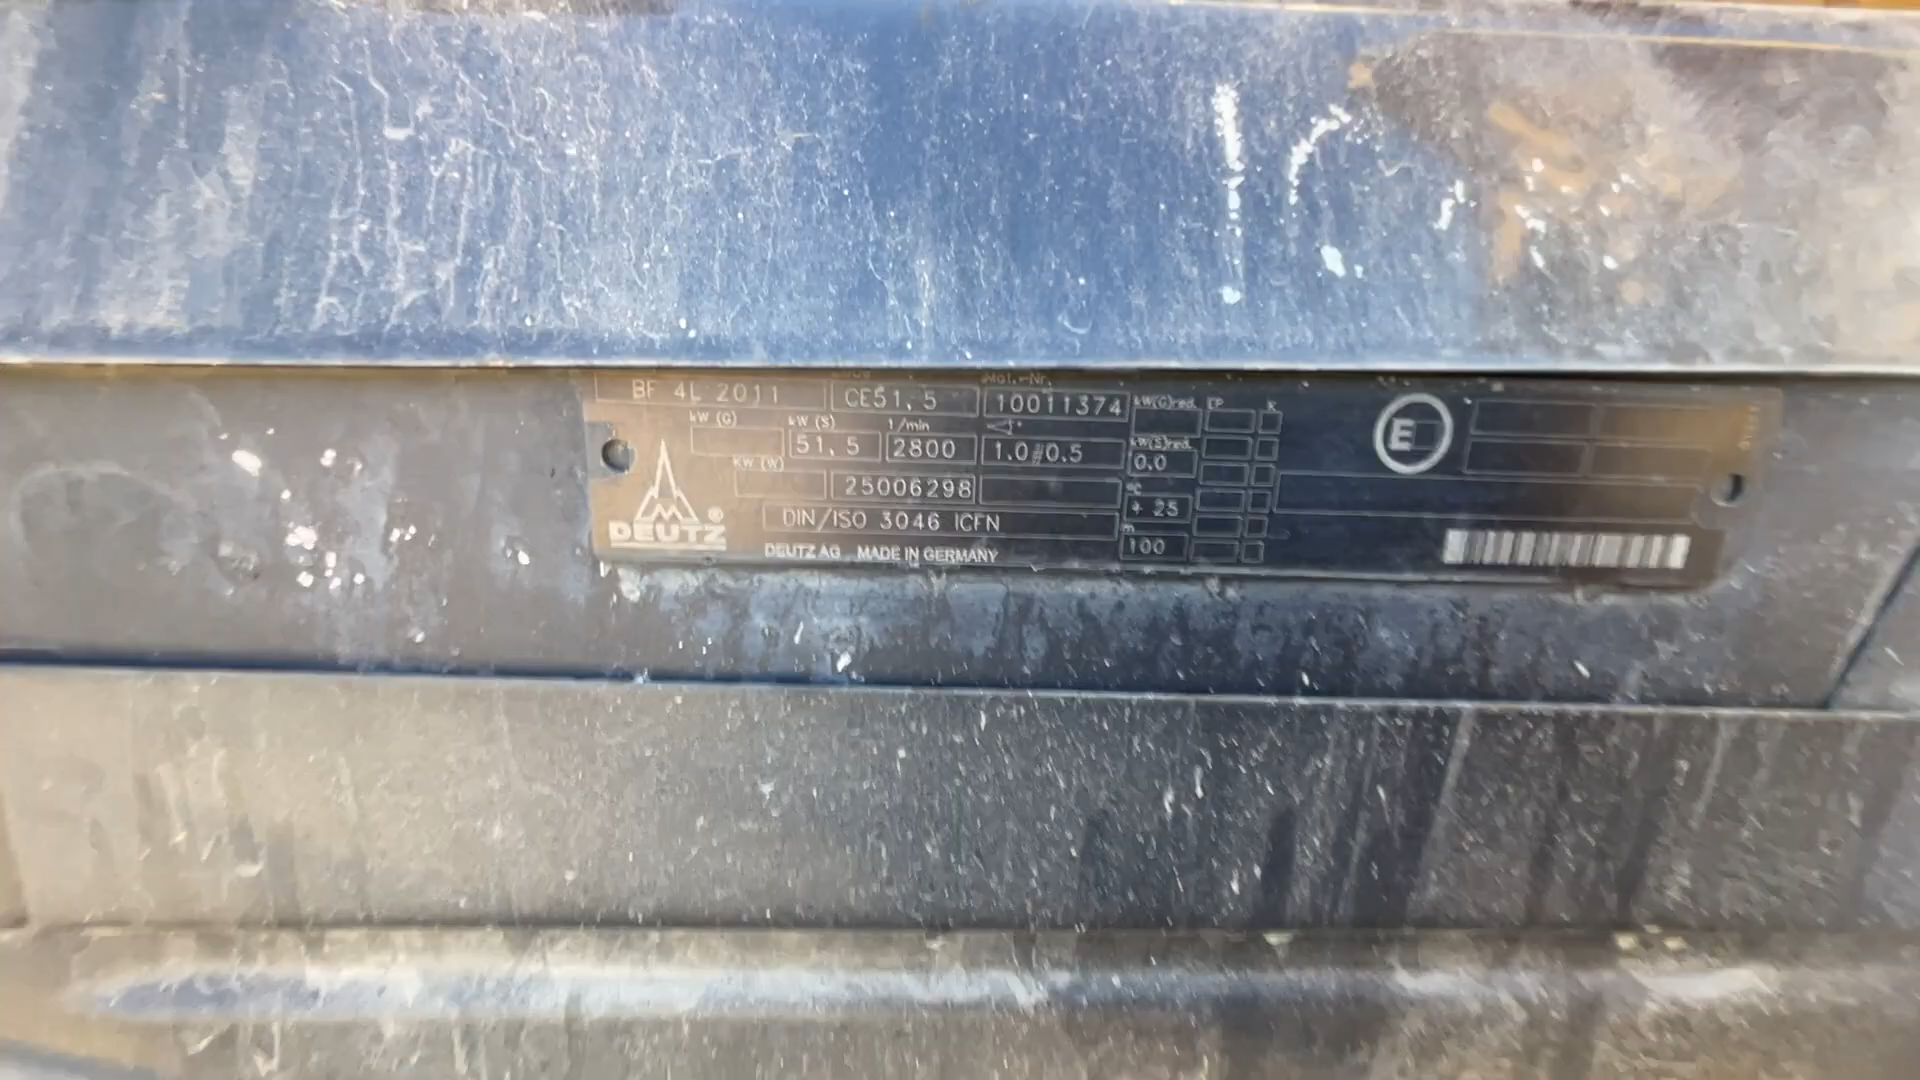 Mot.-Nr.
BF 4L 2011 CE51,5 10011374 kW(G)red. EP K
kW (G) kW (S) 1/min
51,5 2800 1.0#0.5 kW(S)red.
0.0
kW (W) °C
25006298 + 25
DEUTZ® DIN/ISO 3046 ICFN m
100
DEUTZ AG MADE IN GERMANY
E